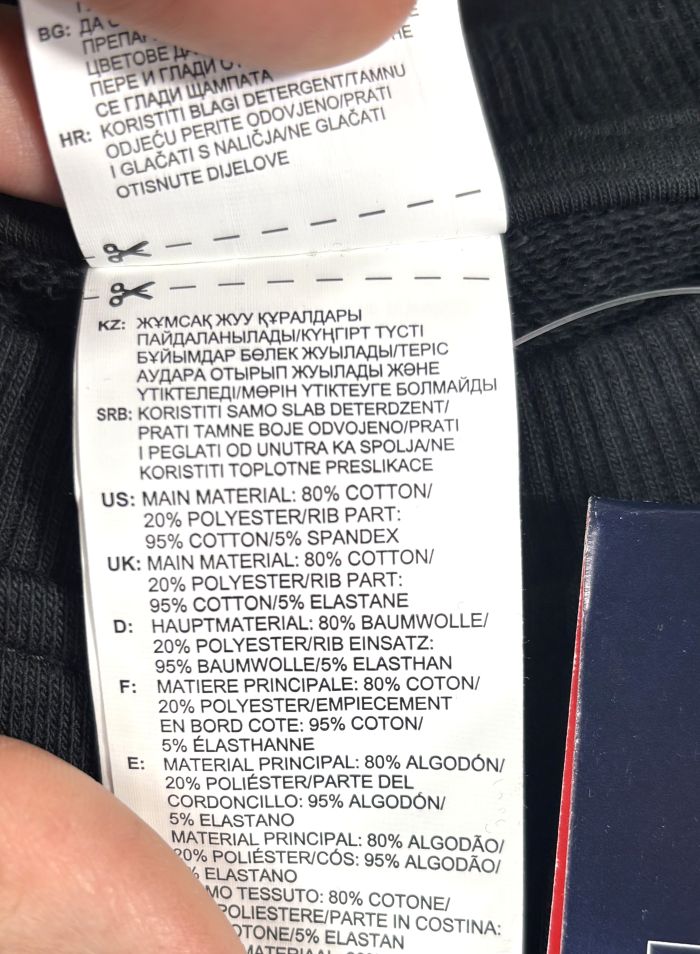 BG: ДА
ПРЕПА
ЦВЕТОВЕ
ПЕРЕ И ГЛАДИ
СЕ ГЛАДИ ЩАМПАТА
HR: KORISTITI BLAGI DETERGENT/TAMNU
ODJEĆU PERITE ODOVJENO/PRATI
I GLAČATI S NALIČJA/NE GLAČATI
OTISNUTE DIJELOVE
KZ: ЖҰМСАҚ ЖУУ ҚҰРАЛДАРЫ
ПАЙДАЛАНЫЛАДЫ/КҮҢГІРТ ТҮСТІ
БҰЙЫМДАР БӨЛЕК ЖУЫЛАДЫ/ТЕРІС
АУДАРА ОТЫРЫП ЖУЫЛАДЫ ЖӘНЕ
ҮТІКТЕЛЕДІ/МӨРІН ҮТІКТЕУГЕ БОЛМАЙДЫ
SRB: KORISTITI SAMO SLAB DETERDZENT/
PRATI TAMNE BOJE ODVOJENO/PRATI
I PEGLATI OD UNUTRA KA SPOLJA/NE
KORISTITI TOPLOTNE PRESLIKACE
US: MAIN MATERIAL: 80% COTTON/
20% POLYESTER/RIB PART:
95% COTTON/5% SPANDEX
UK: MAIN MATERIAL: 80% COTTON/
20% POLYESTER/RIB PART:
95% COTTON/5% ELASTANE
D: HAUPTMATERIAL: 80% BAUMWOLLE/
20% POLYESTER/RIB EINSATZ:
95% BAUMWOLLE/5% ELASTHAN
F: MATIERE PRINCIPALE: 80% COTON/
20% POLYESTER/EMPIECEMENT
EN BORD COTE: 95% COTON/
5% ÉLASTHANNE
E: MATERIAL PRINCIPAL: 80% ALGODÓN/
20% POLIÉSTER/PARTE DEL
CORDONCILLO: 95% ALGODÓN/
5% ELASTANO
MATERIAL PRINCIPAL: 80% ALGODÃO/
20% POLIÉSTER/CÓS: 95% ALGODÃO/
% ELASTANO
MO TESSUTO: 80% COTONE/
POLIESTERE/PARTE IN COSTINA:
OTONE/5% ELASTAN